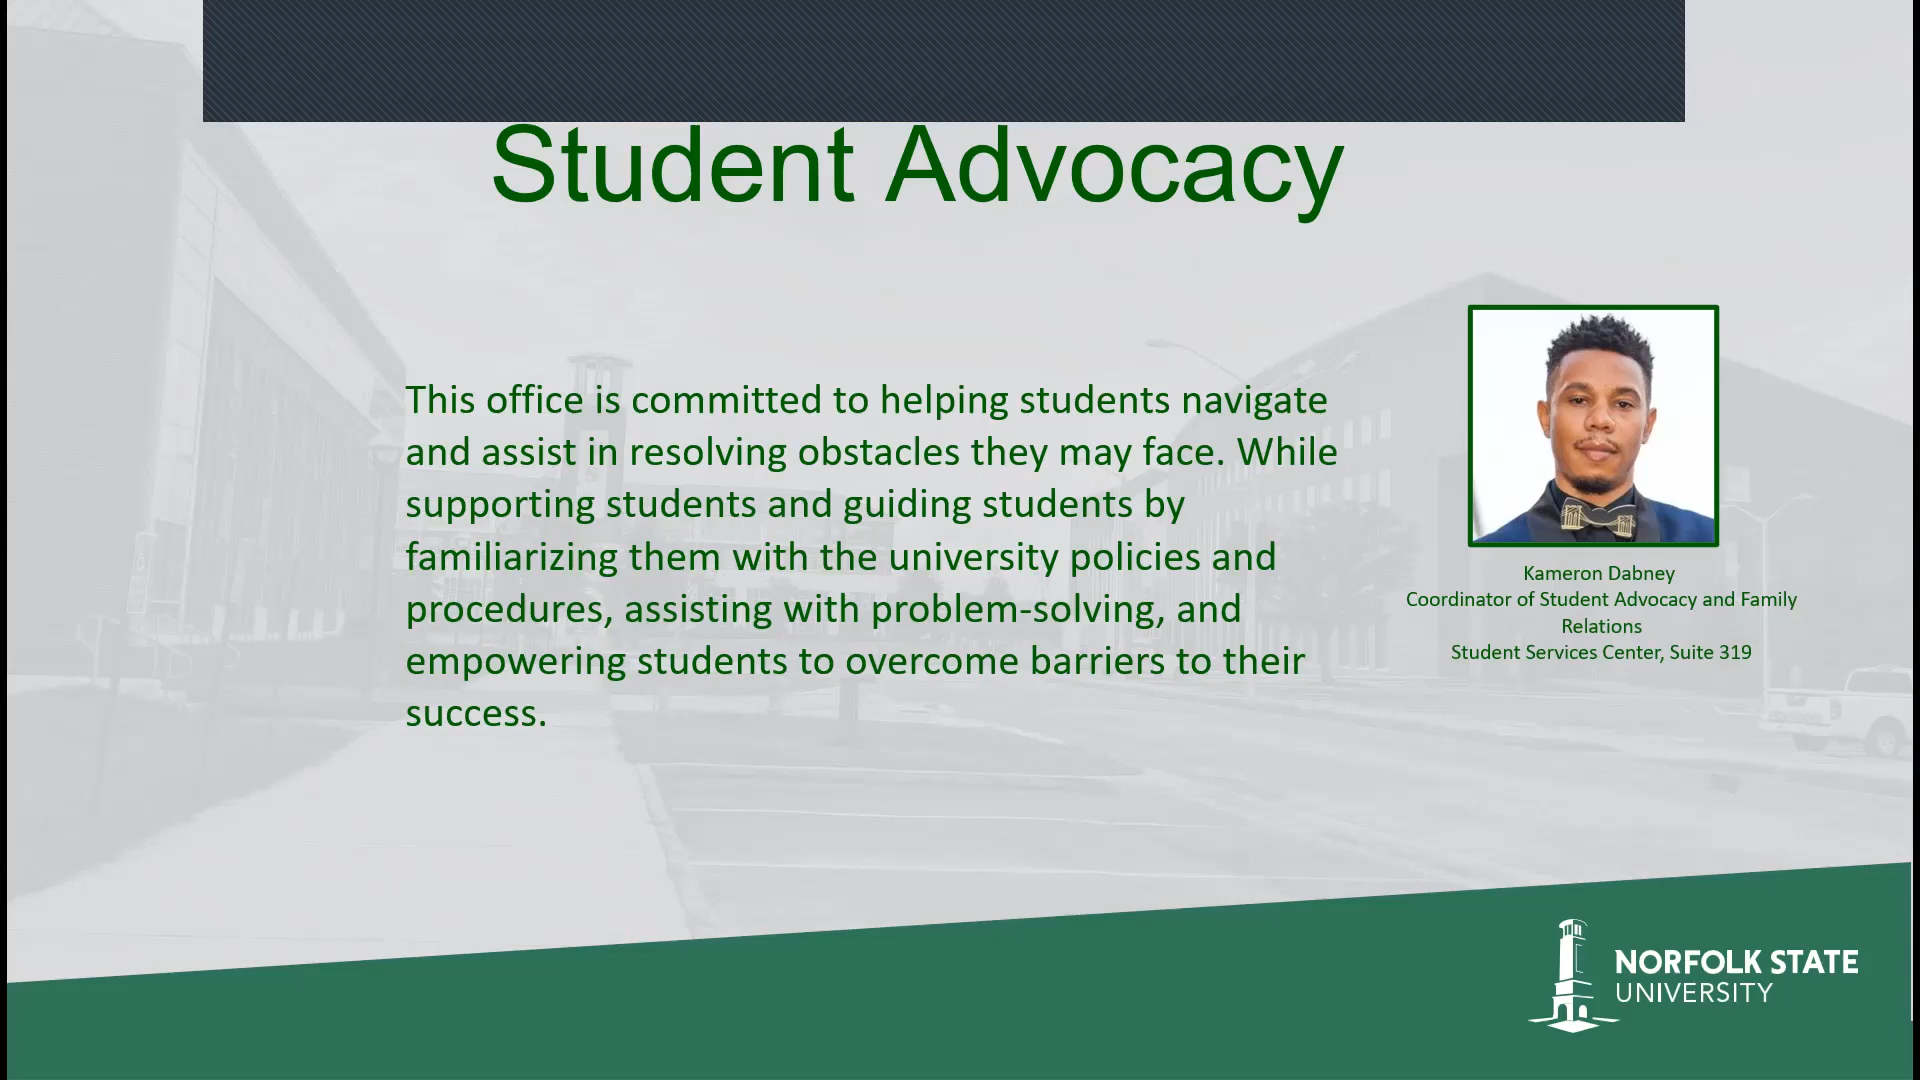 Student Advocacy
This office is committed to helping students navigate
and assist in resolving obstacles they may face. While
supporting students and guiding students by
familiarizing them with the university policies and
procedures, assisting with problem-solving, and
empowering students to overcome barriers to their
success.
Kameron Dabney
Coordinator of Student Advocacy and Family
Relations
Student Services Center, Suite 319
NORFOLK STATE
UNIVERSITY